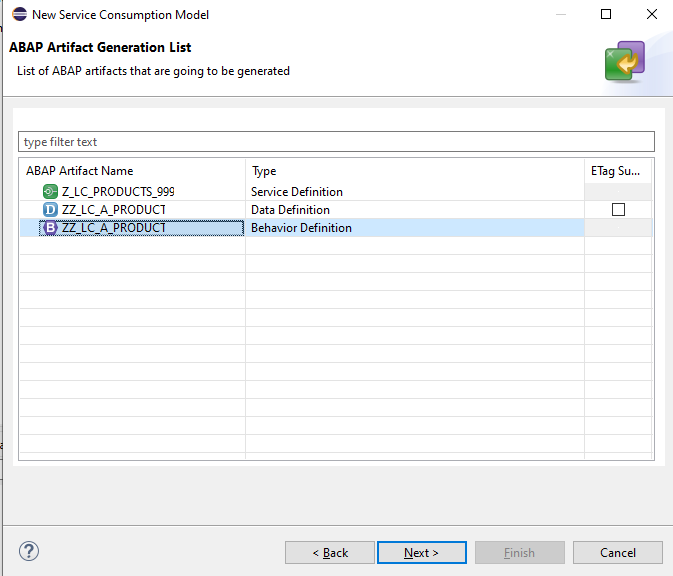 New Service Consumption Model
ABAP Artifact Generation List
List of ABAP artifacts that are going to be generated
type filter text
ABAP Artifact Name Type ETag Su...
Z_LC_PRODUCTS_999 Service Definition
D ZZ_LC_A_PRODUCT Data Definition
B ZZ_LC_A_PRODUCT Behavior Definition
? < Back Next > Finish Cancel